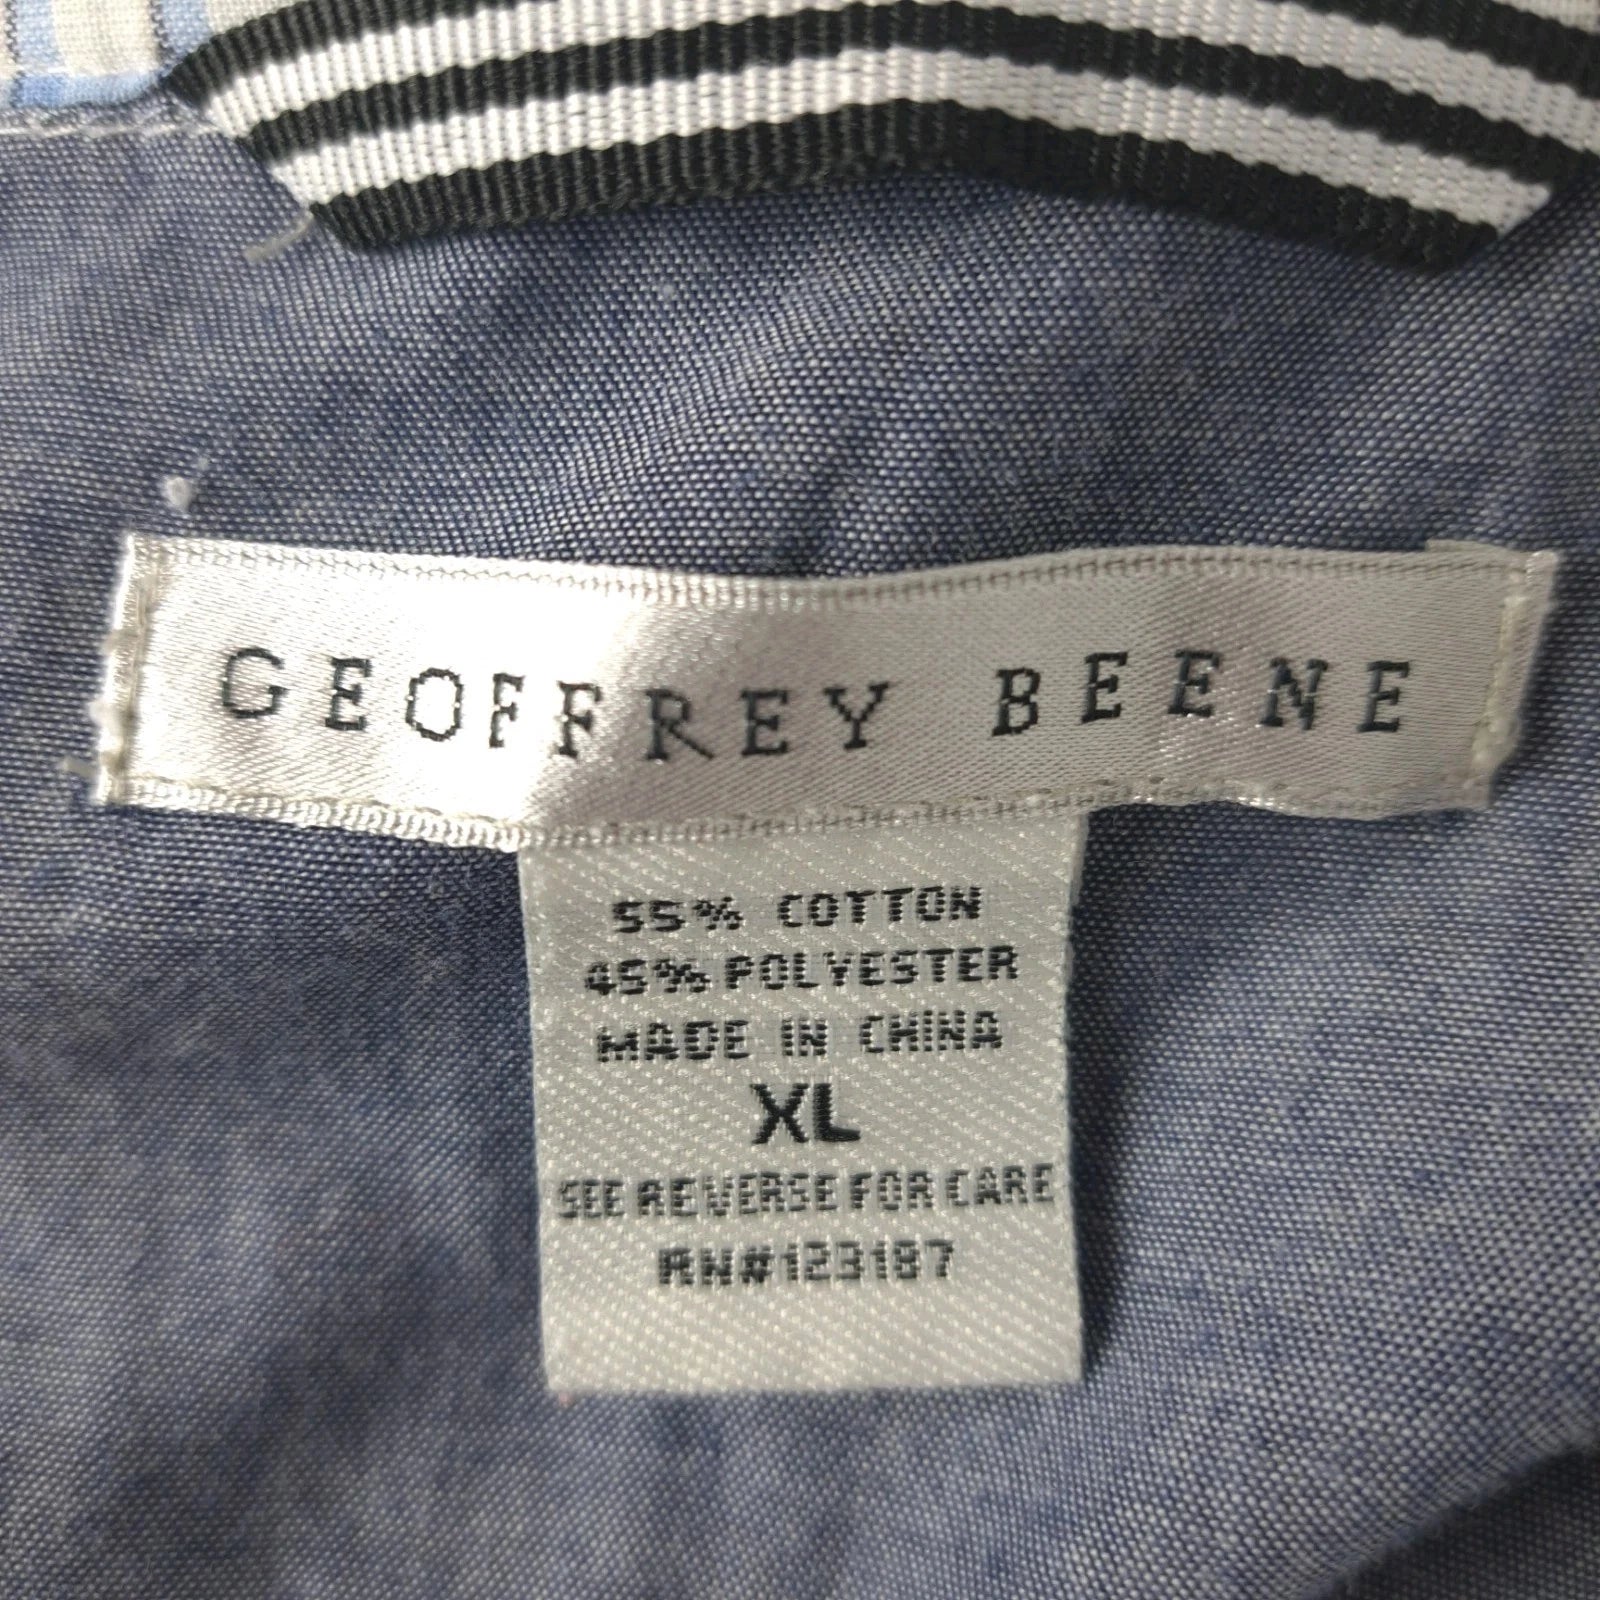 GEOFFREY BEENE
55% COTTON
45% POLYESTER
MADE IN CHINA
XL
SEE REVERSE FOR CARE
RN#123187